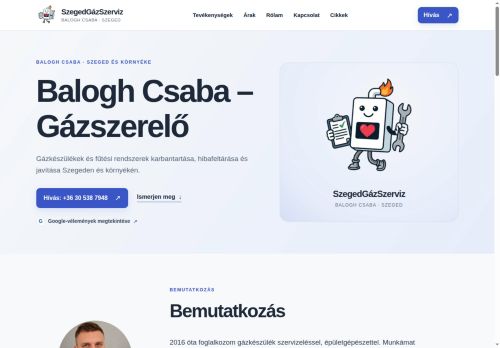 SzegedGázSzerviz
BALOGH CSABA · SZEGED
Tevékenységek
Árak
Rólam
Kapcsolat
Cikkek
Hívás ↗
BALOGH CSABA · SZEGED ÉS KÖRNYÉKE
Balogh Csaba –
Gázszerelő
Gázkészülékek és fűtési rendszerek karbantartása, hibafeltárása és
javítása Szegeden és környékén.
Hívás: +36 30 538 7948 ↗
Ismerjen meg ↓
G Google-vélemények megtekintése ↗
SzegedGázSzerviz
BALOGH CSABA · SZEGED
BEMUTATKOZÁS
Bemutatkozás
2016 óta foglalkozom gázkészülék szervizeléssel, épületgépészettel. Munkámat